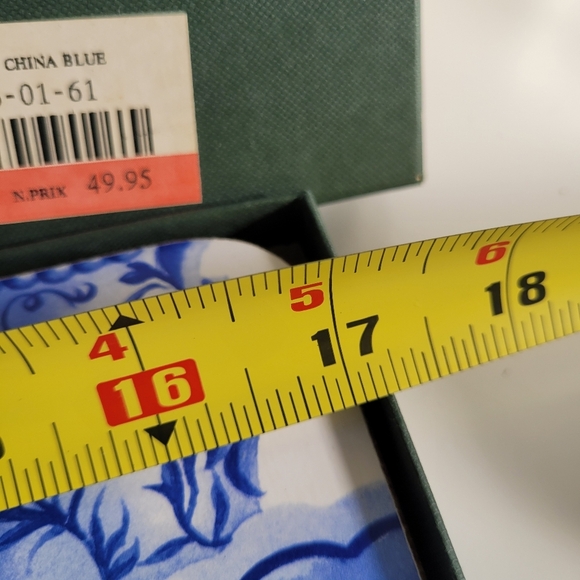 CHINA BLUE
-01-61
N.PRIX 49.95
4 5 6
16 17 18